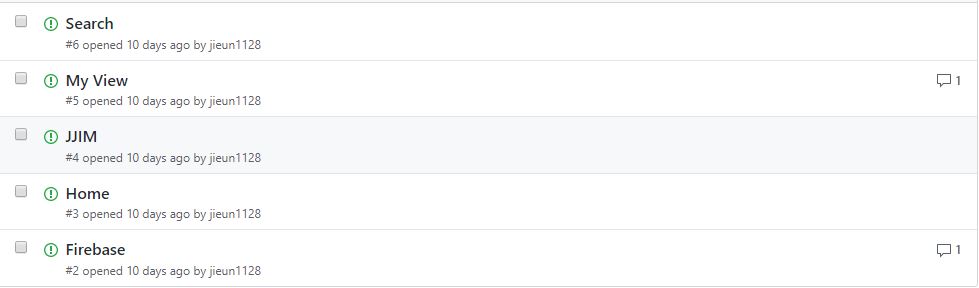 Search
#6 opened 10 days ago by jieun1128
My View
1
#5 opened 10 days ago by jieun1128
JJIM
#4 opened 10 days ago by jieun1128
Home
#3 opened 10 days ago by jieun1128
Firebase
1
#2 opened 10 days ago by jieun1128